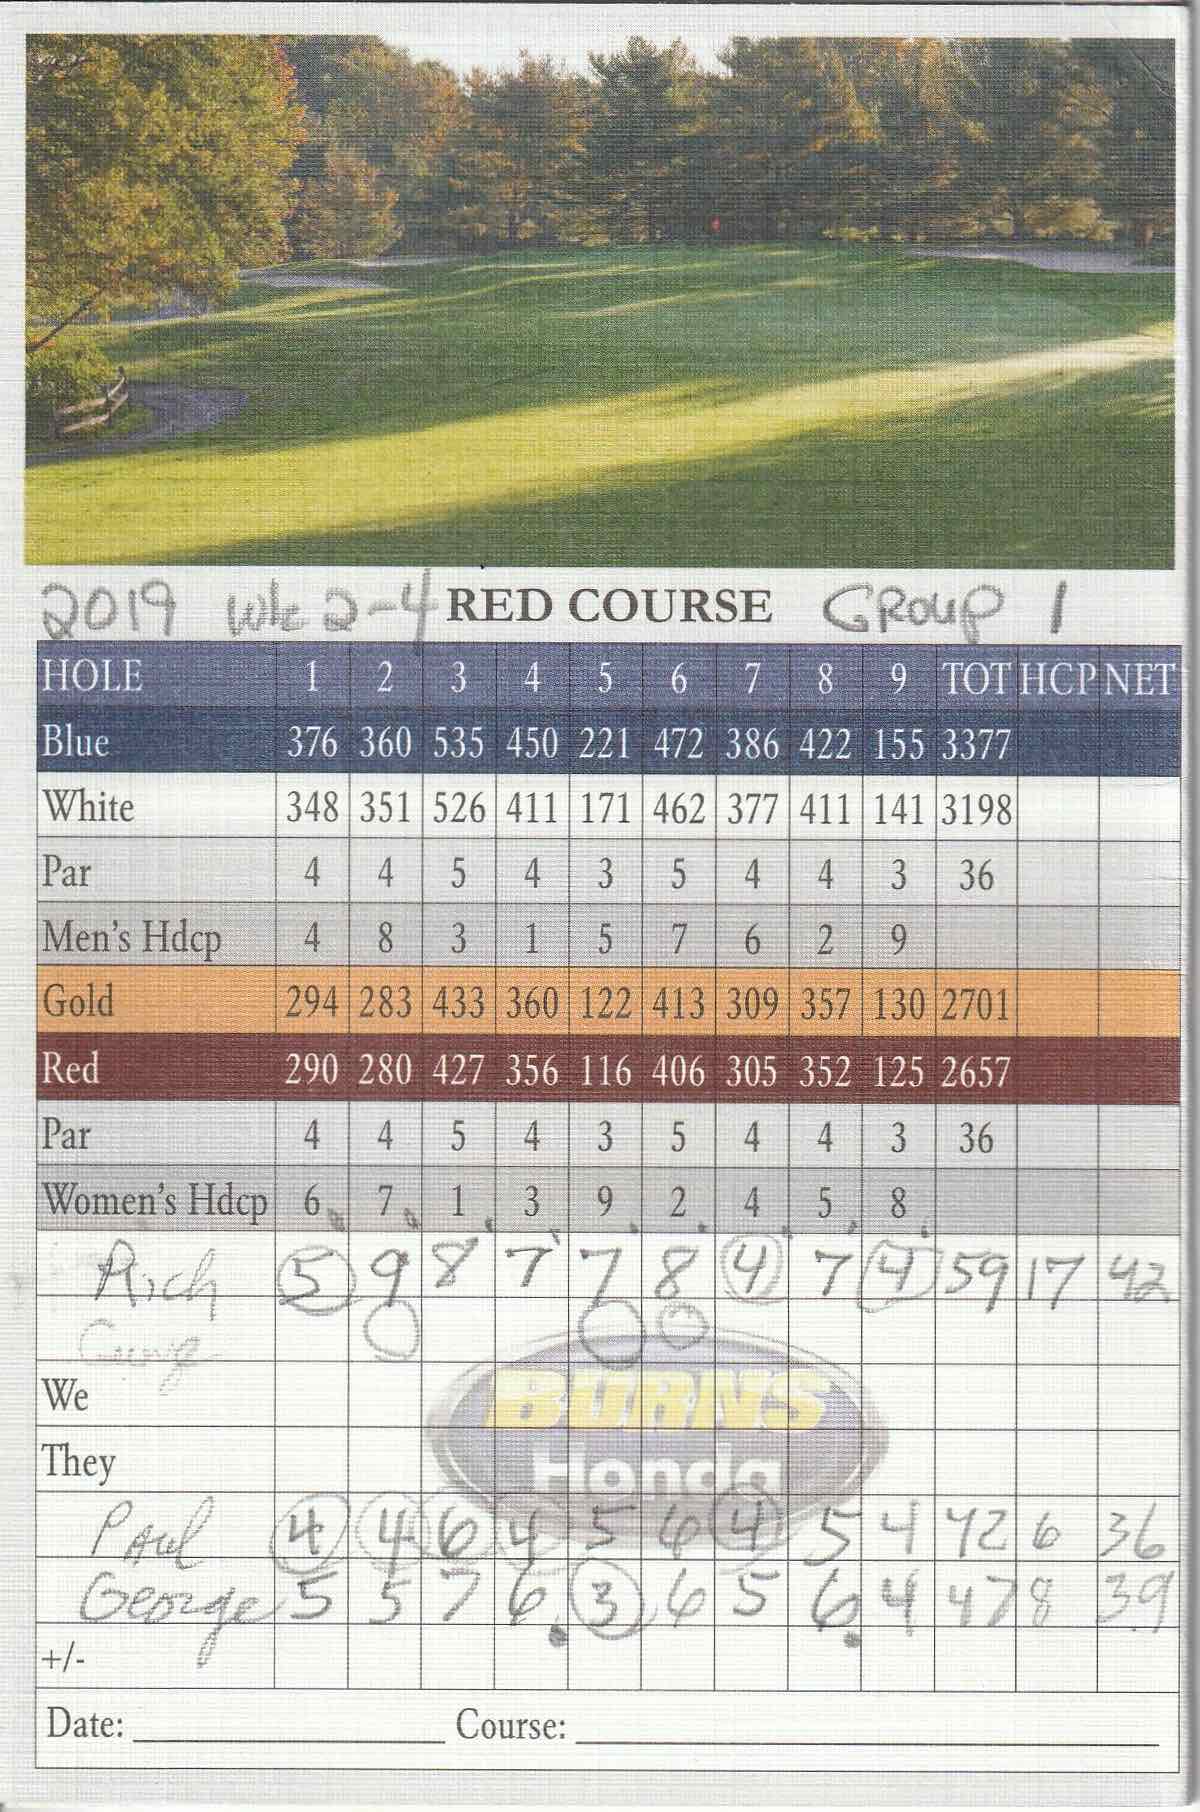 2019 wk 2-4 RED COURSE GROUP 1
HOLE 1 2 3 4 5 6 7 8 9 TOT HCP NET
Blue 376 360 535 450 221 472 386 422 155 3377
White 348 351 526 411 171 462 377 411 141 3198
Par 4 4 5 4 3 5 4 4 3 36
Men's Hdcp 4 8 3 1 5 7 6 2 9
Gold 294 283 433 360 122 413 309 357 130 2701
Red 290 280 427 356 116 406 305 352 125 2657
Par 4 4 5 4 3 5 4 4 3 36
Women's Hdcp 6 7 1 3 9 2 4 5 8
Rich 5 9 8 7 7 8 4 7 4 59 17 42
George
We
BURNS
They
Honda
PAul 4 4 6 4 5 6 4 5 4 42 6 36
George 5 5 7 6 3 6 5 6 4 47 8 39
+/-
Date: Course: